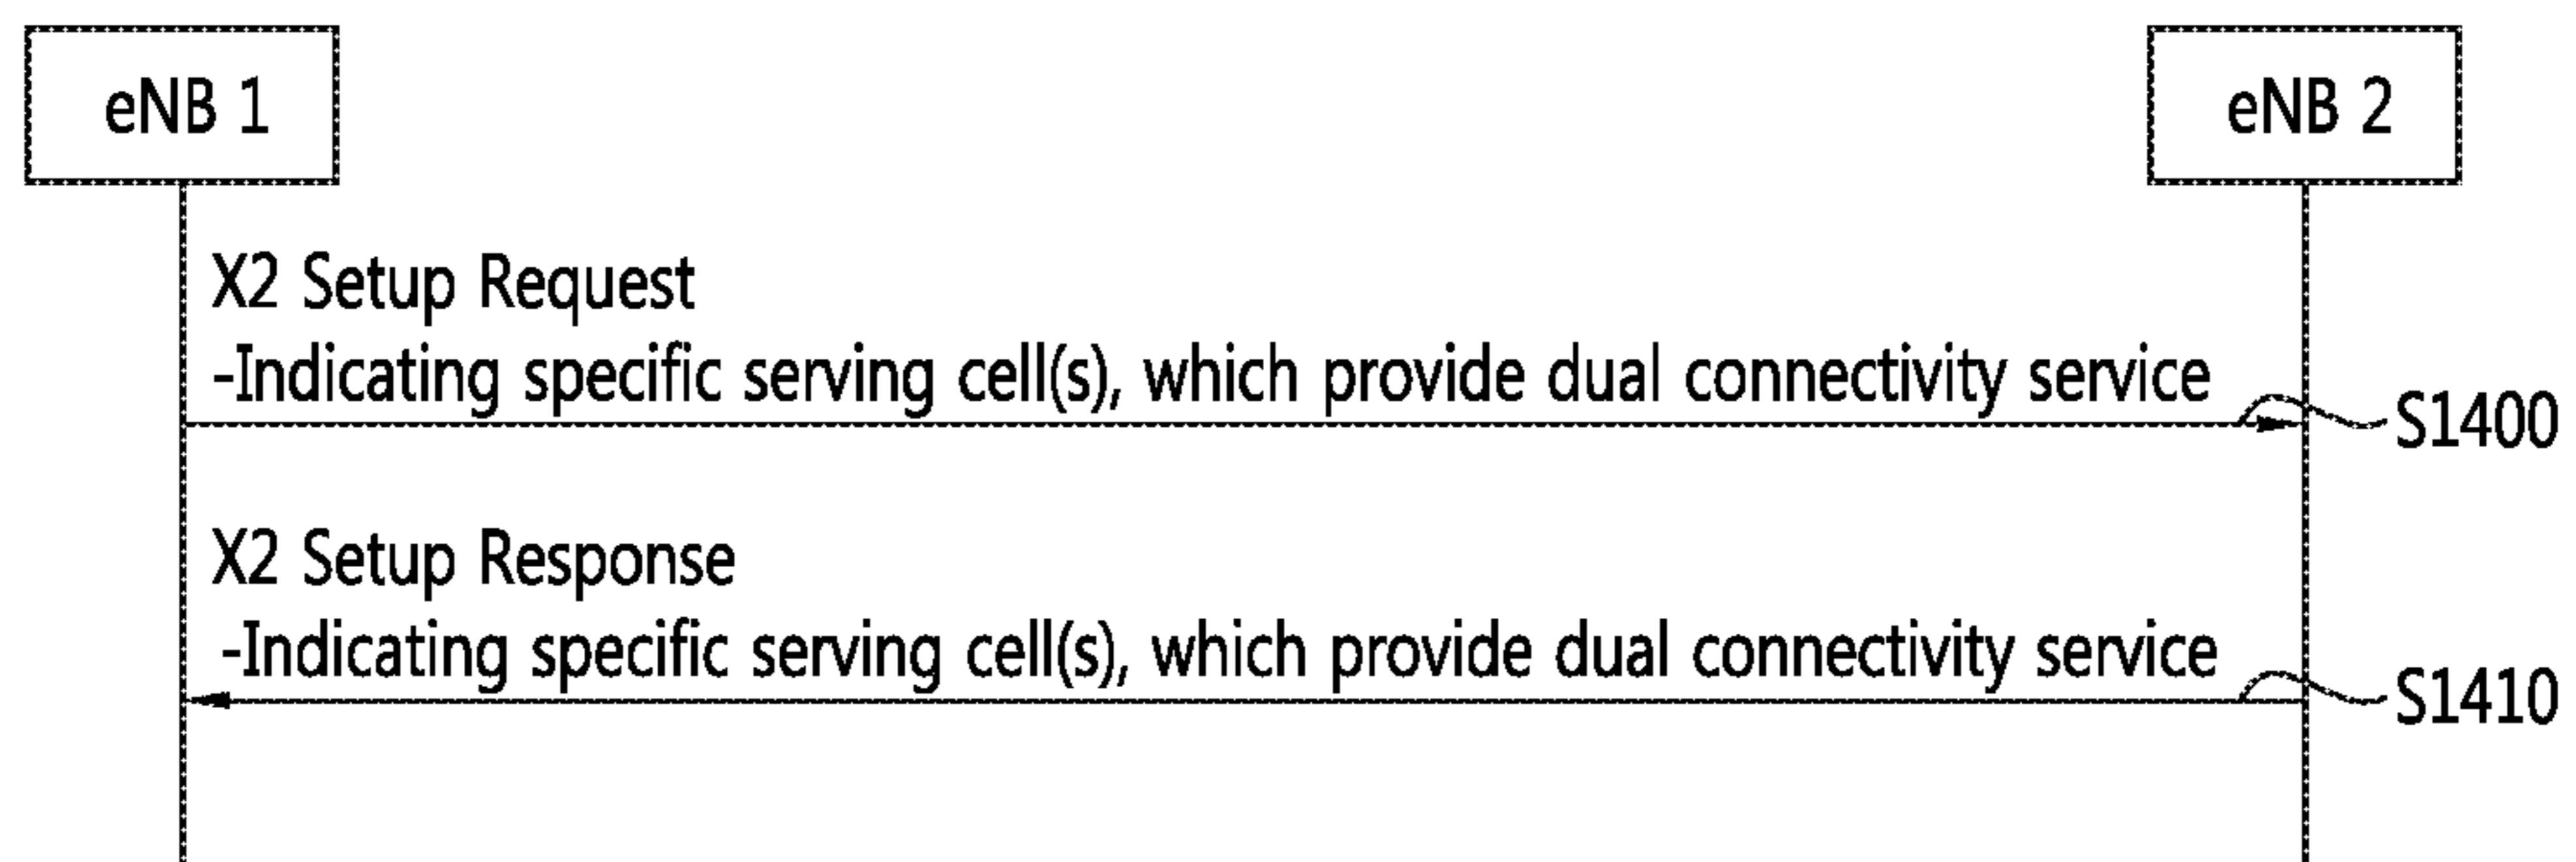 eNB 1
eNB 2
X2 Setup Request
-Indicating specific serving cell(s), which provide dual connectivity service
S1400
X2 Setup Response
-Indicating specific serving cell(s), which provide dual connectivity service
S1410